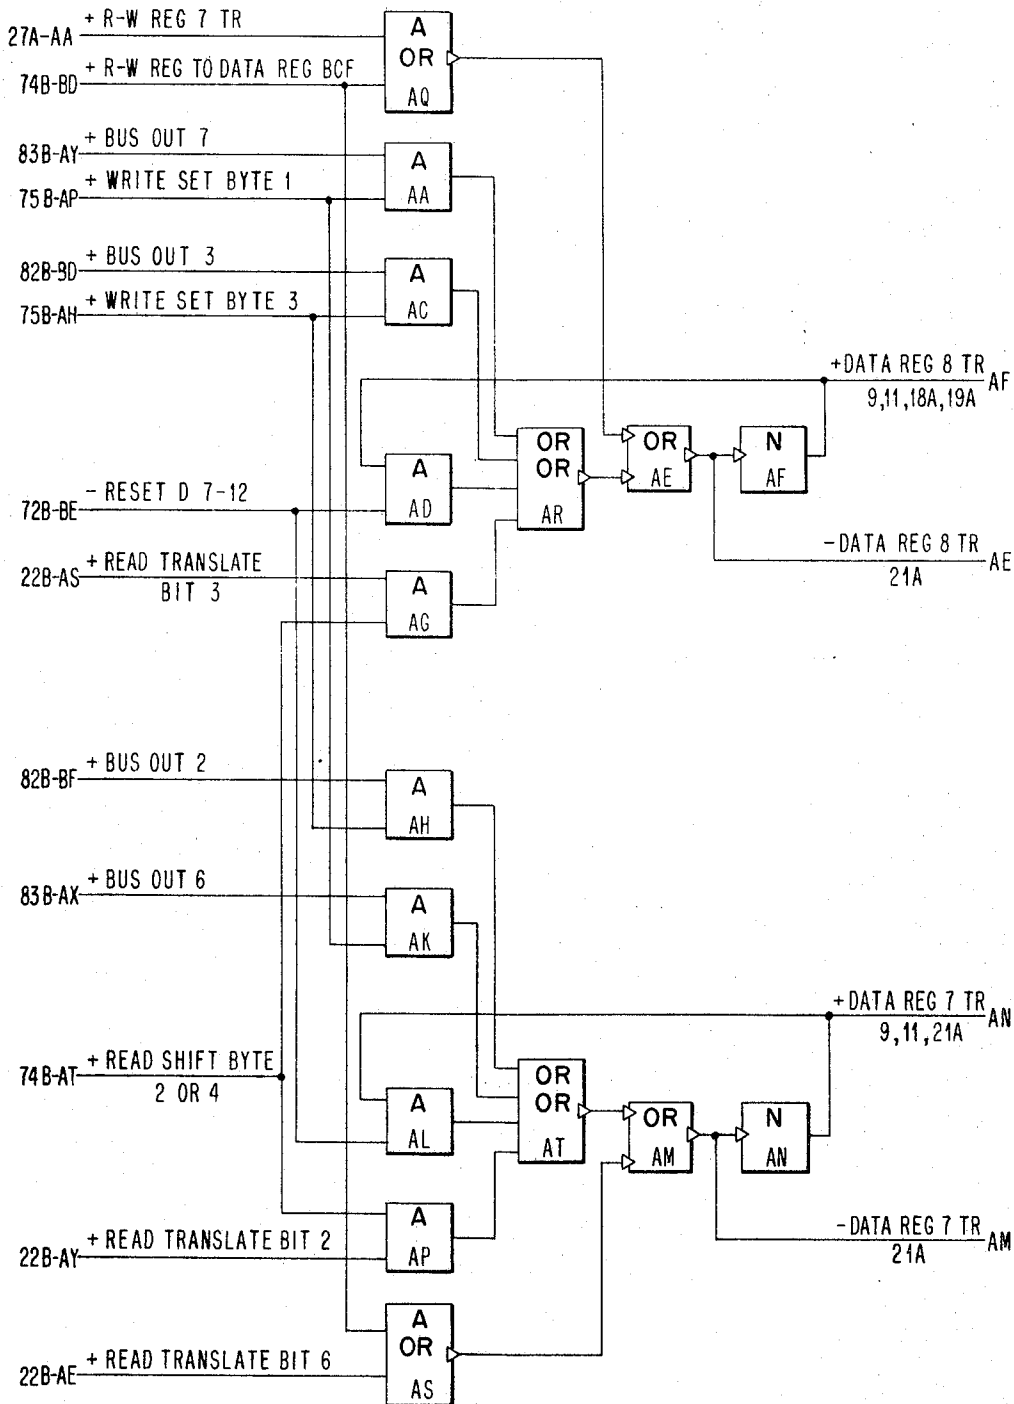 27A-AA + R-W REG 7 TR
A
OR
AQ
74B-BD + R-W REG TO DATA REG BCF
83B-AY + BUS OUT 7
A
AA
75B-AP + WRITE SET BYTE 1
82B-BD + BUS OUT 3
A
AC
75B-AH + WRITE SET BYTE 3
+DATA REG 8 TR AF
9,11,18A,19A
OR
OR
AR
OR
AE
N
AF
A
AD
72B-BE - RESET D 7-12
-DATA REG 8 TR AE
21A
22B-AS + READ TRANSLATE
BIT 3
A
AG
82B-BF + BUS OUT 2
A
AH
83B-AX + BUS OUT 6
A
AK
+DATA REG 7 TR AN
9,11,21A
74B-AT + READ SHIFT BYTE
2 OR 4
OR
OR
AT
A
AL
OR
AM
N
AN
A
AP
22B-AY + READ TRANSLATE BIT 2
-DATA REG 7 TR AM
21A
A
OR
AS
22B-AE + READ TRANSLATE BIT 6